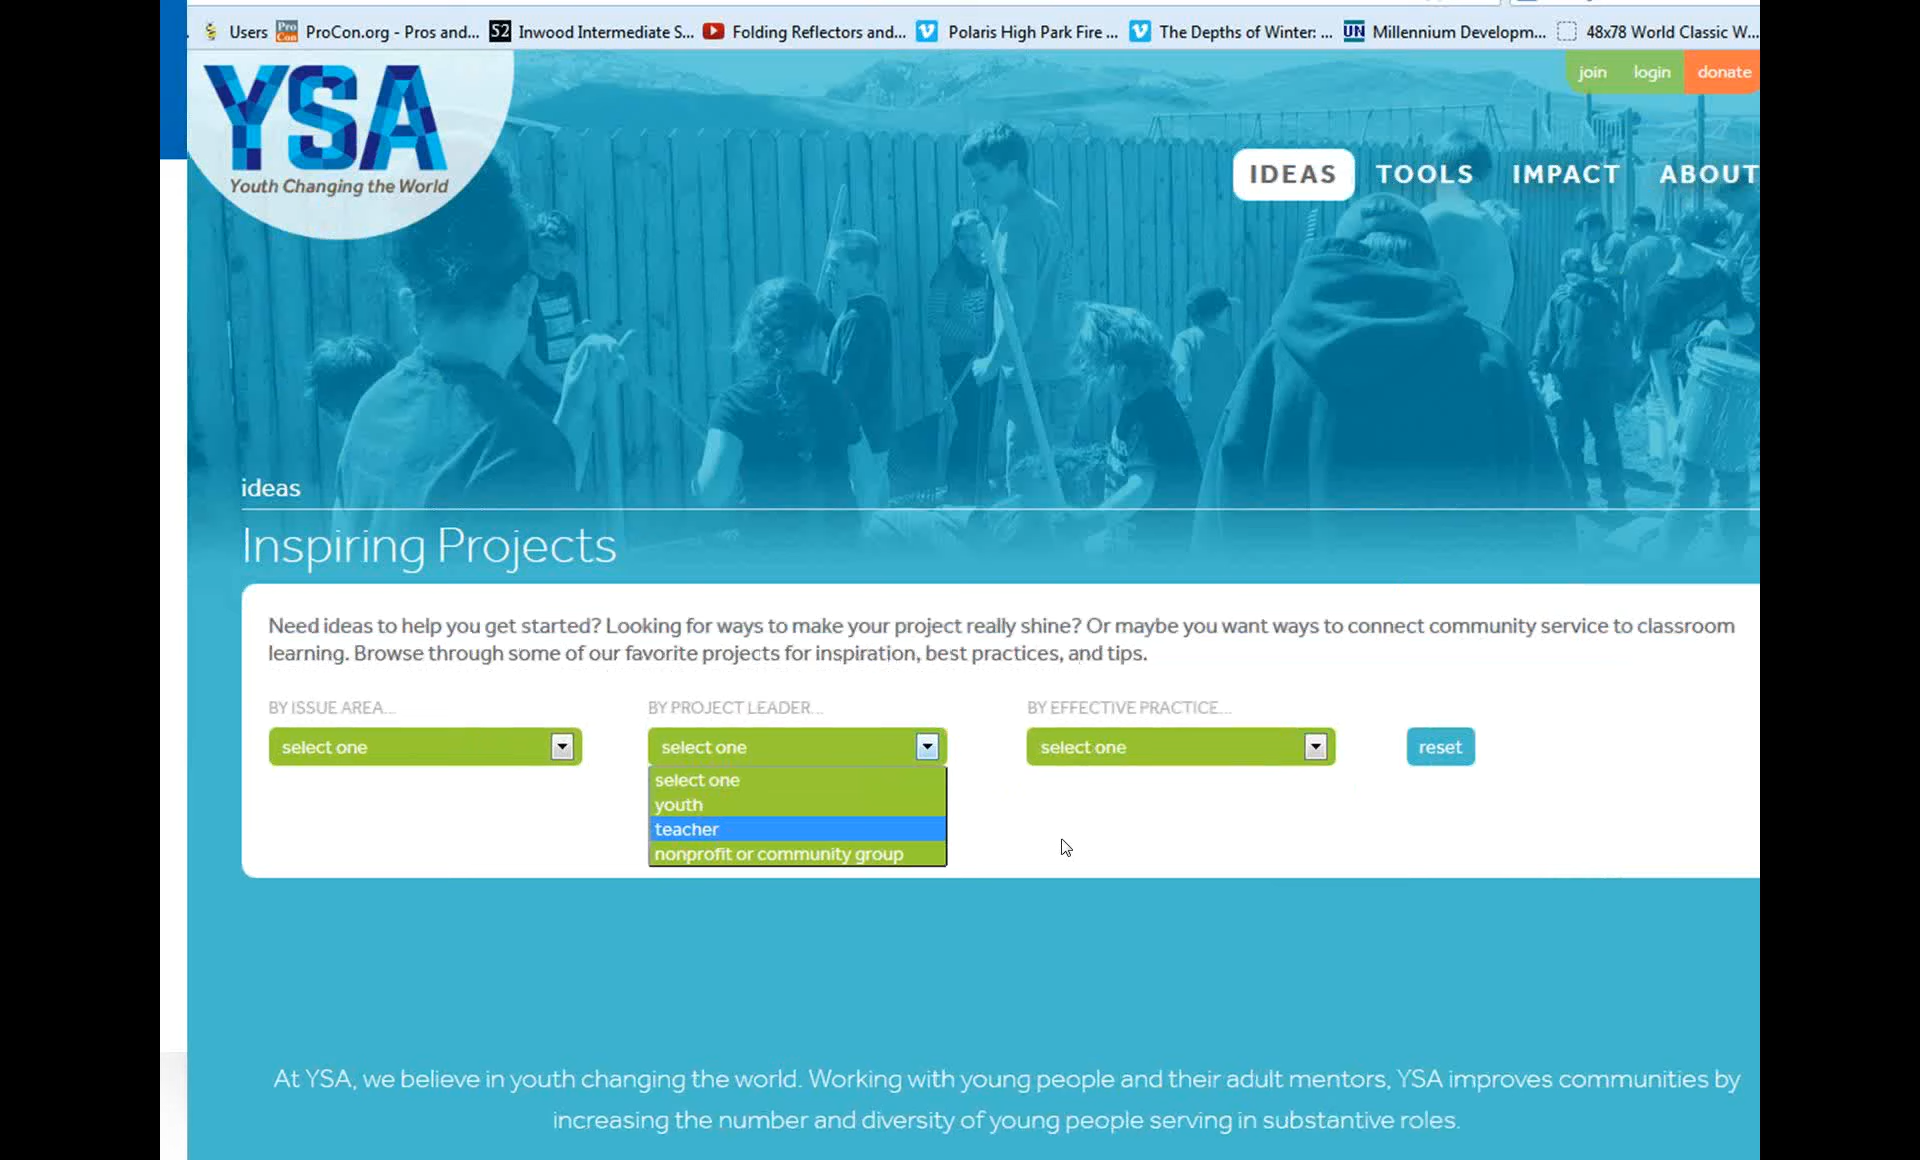 Users ProCon.org - Pros and... 52 Inwood Intermediate S... Folding Reflectors and... Polaris High Park Fire ... The Depths of Winter: ... UN Millennium Developm... 48x78 World Classic W...
join login donate
YSA
Youth Changing the World
IDEAS TOOLS IMPACT ABOUT
ideas
Inspiring Projects
Need ideas to help you get started? Looking for ways to make your project really shine? Or maybe you want ways to connect community service to classroom
learning. Browse through some of our favorite projects for inspiration, best practices, and tips.
BY ISSUE AREA... BY PROJECT LEADER... BY EFFECTIVE PRACTICE...
select one select one select one reset
select one
youth
teacher
nonprofit or community group
At YSA, we believe in youth changing the world. Working with young people and their adult mentors, YSA improves communities by
increasing the number and diversity of young people serving in substantive roles.